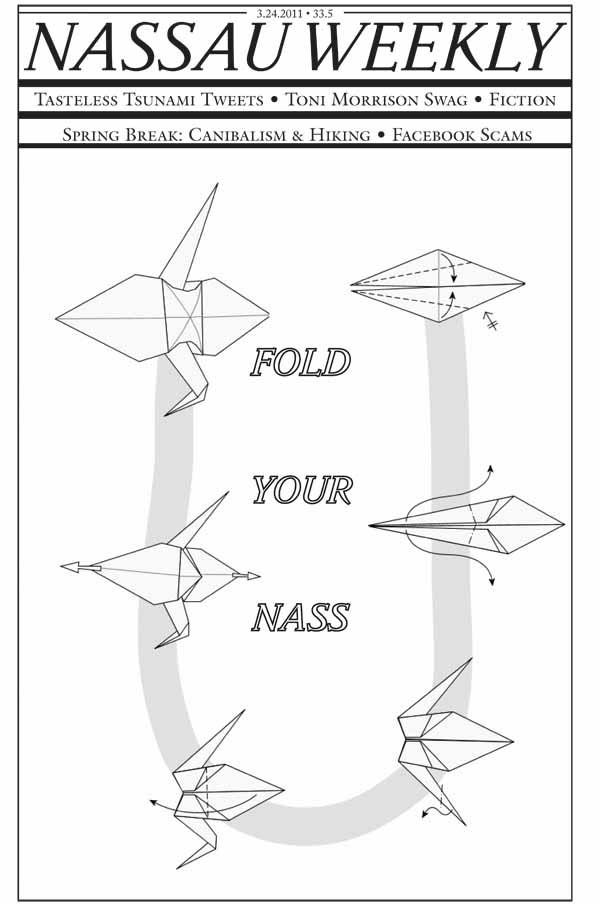 3.24.2011 • 33.5
NASSAU WEEKLY
TASTELESS TSUNAMI TWEETS • TONI MORRISON SWAG • FICTION
SPRING BREAK: CANIBALISM & HIKING • FACEBOOK SCAMS
FOLD
YOUR
NASS